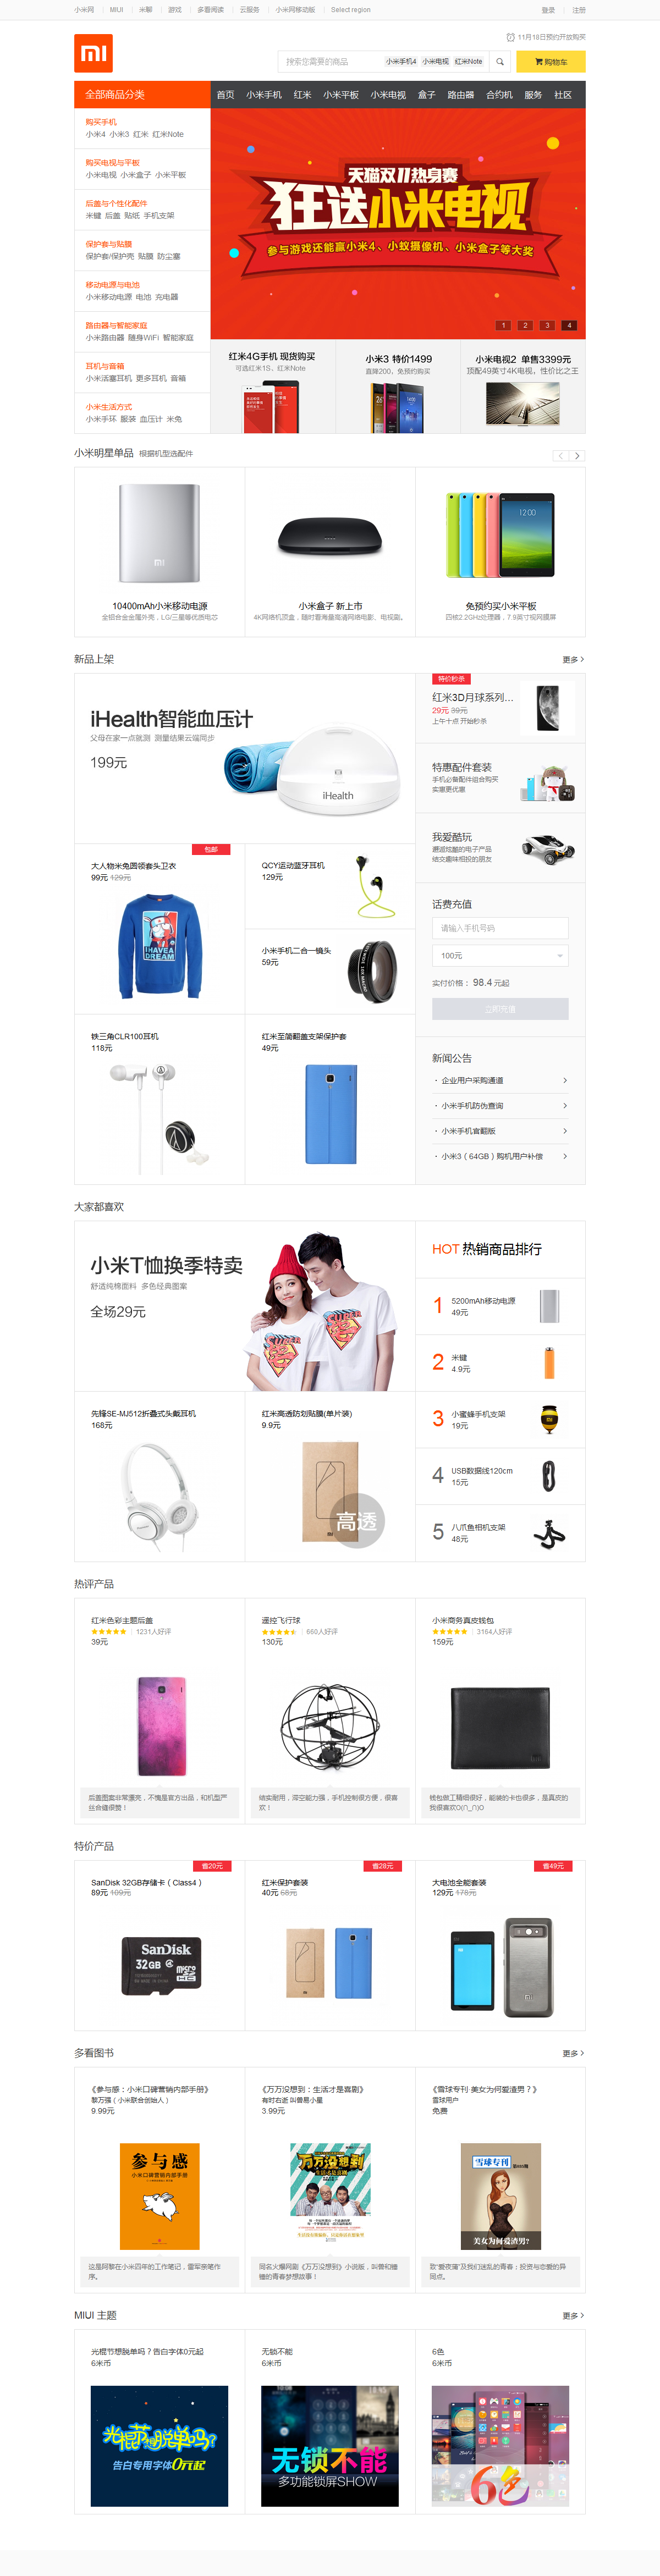 小米网 MIUI 米聊 游戏 多看阅读 云服务 小米网移动版 Select region 登录 注册
11月18日预约开放购买
搜索您需要的商品 小米手机4 小米电视 红米Note 购物车
全部商品分类 首页 小米手机 红米 小米平板 小米电视 盒子 路由器 合约机 服务 社区
购买手机
小米4 小米3 红米 红米Note
购买电视与平板
小米电视 小米盒子 小米平板
后盖与个性化配件
米键 后盖 贴纸 手机支架
保护套与贴膜
保护套/保护壳 贴膜 防尘塞
移动电源与电池
小米移动电源 电池 充电器
路由器与智能家庭
小米路由器 随身WiFi 智能家庭
耳机与音箱
小米活塞耳机 更多耳机 音箱
小米生活方式
小米手环 服装 血压计 米兔
天猫双11热身赛
狂送小米电视
参与游戏还能赢小米4、小蚁摄像机、小米盒子等大奖
1 2 3 4
红米4G手机 现货购买
可选红米1S、红米Note
小米3 特价1499
直降200，免预约购买
小米电视2 单售3399元
顶配49英寸4K电视，性价比之王
小米明星单品 根据机型选配件
10400mAh小米移动电源
全铝合金金属外壳，LG/三星等优质电芯
小米盒子 新上市
4K网络机顶盒，随时看海量高清网络电影、电视剧。
免预约买小米平板
四核2.2GHz处理器，7.9英寸视网膜屏
新品上架 更多
iHealth智能血压计
父母在家一点就测 测量结果云端同步
199元
iHealth
特价秒杀
红米3D月球系列...
29元 39元
上午十点 开始秒杀
特惠配件套装
手机必备配件组合购买
实惠更优惠
我爱酷玩
邂逅炫酷的电子产品
结交趣味相投的朋友
包邮
大人物米兔圆领套头卫衣
99元 129元
I HAVE A
DREAM
QCY运动蓝牙耳机
129元
小米手机二合一镜头
59元
铁三角CLR100耳机
118元
红米至简翻盖支架保护套
49元
话费充值
请输入手机号码
100元
实付价格： 98.4 元起
立即充值
新闻公告
· 企业用户采购通道
· 小米手机防伪查询
· 小米手机官翻版
· 小米3（64GB）购机用户补偿
大家都喜欢
小米T恤换季特卖
舒适纯棉面料 多色经典图案
全场29元
HOT 热销商品排行
1 5200mAh移动电源
49元
2 米键
4.9元
3 小蜜蜂手机支架
19元
4 USB数据线120cm
15元
5 八爪鱼相机支架
48元
先锋SE-MJ512折叠式头戴耳机
168元
红米高透防划贴膜(单片装)
9.9元
高透
热评产品
红米色彩主题后盖
1231人好评
39元
后盖图案非常漂亮，不愧是官方出品，和机型严
丝合缝很赞！
遥控飞行球
660人好评
130元
结实耐用，滞空能力强，手机控制很方便，很喜
欢！
小米商务真皮钱包
3164人好评
159元
钱包做工精细很好，能装的卡也很多，是真皮的
我很喜欢O(∩_∩)O
特价产品
省20元
SanDisk 32GB存储卡（Class4）
89元 109元
SanDisk
32GB
micro
省28元
红米保护套装
40元 68元
省49元
大电池全能套装
129元 178元
多看图书 更多
《参与感：小米口碑营销内部手册》
黎万强（小米联合创始人）
9.99元
参与感
小米口碑营销内部手册
这是阿黎在小米四年的工作笔记，雷军亲笔作
序。
《万万没想到：生活才是喜剧》
有时右逝 叫兽易小星
3.99元
万万没想到
生活才是喜剧
同名火爆网剧《万万没想到》小说版，叫兽和锤
锤的青春梦想故事！
《雪球专刊 美女为何爱渣男？》
雪球用户
免费
雪球专刊
美女为何爱渣男？
致“爱夜蒲”及我们迷乱的青春：投资与恋爱的异
同点。
MIUI 主题 更多
光棍节想脱单吗？告白字体0元起
6米币
光棍节想脱单吗?
告白专用字体0元起
无锁不能
6米币
无锁不能
多功能锁屏SHOW
6色
6米币
6色